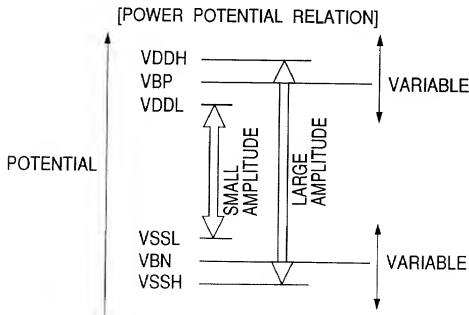 [POWER POTENTIAL RELATION]
VDDH
VBP
VARIABLE
VDDL
POTENTIAL
SMALL
AMPLITUDE
LARGE
AMPLITUDE
VSSL
VBN
VARIABLE
VSSH